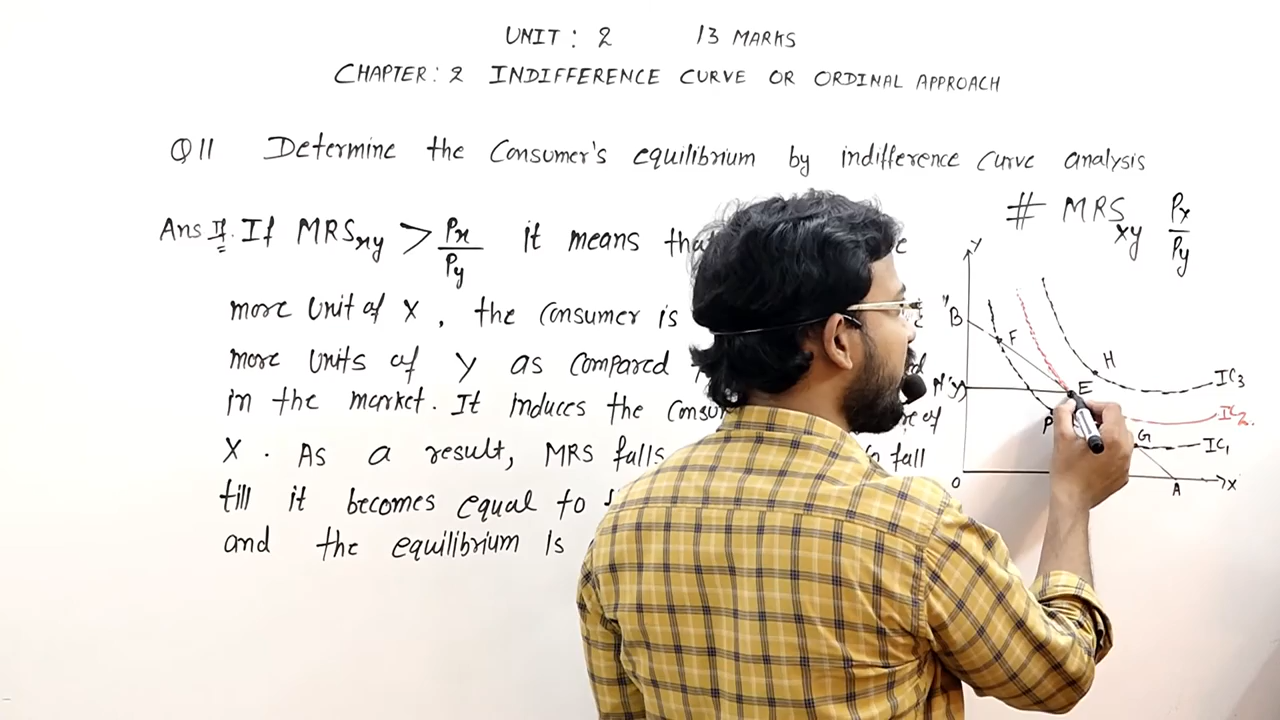 UNIT: 2 13 MARKS
CHAPTER: 2 INDIFFERENCE CURVE OR ORDINAL APPROACH
Q11 Determine the Consumer's equilibrium by indifference curve analysis
# MRSxy Px/Py
Ans If. If MRSxy > Px/Py it means
more unit of X, the Consumer is
more units of Y as compared
in the market. It induces the
X. As a result, MRS falls fall
till it becomes equal to
and the equilibrium is
Y
B
F
H
E
IC3
IC2.
P
G
IC1
O
A
X